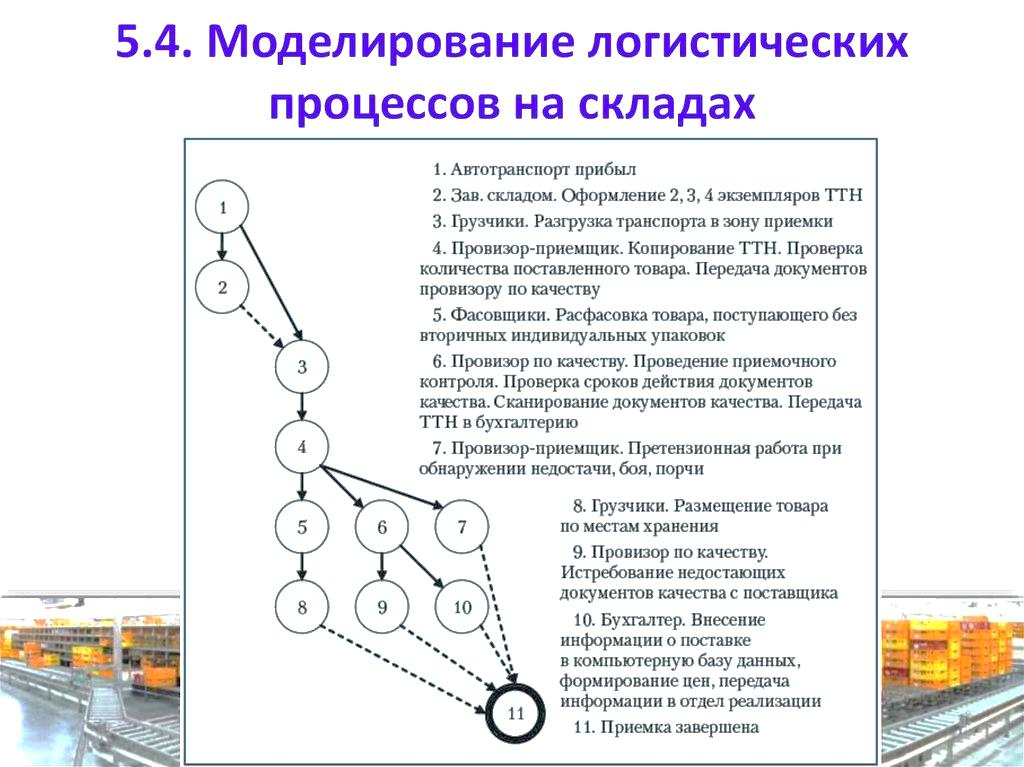 5.4. Моделирование логистических
процессов на складах
1. Автотранспорт прибыл
2. Зав. складом. Оформление 2, 3, 4 экземпляров ТТН
3. Грузчики. Разгрузка транспорта в зону приемки
4. Провизор-приемщик. Копирование ТТН. Проверка
количества поставленного товара. Передача документов
провизору по качеству
5. Фасовщики. Расфасовка товара, поступающего без
вторичных индивидуальных упаковок
6. Провизор по качеству. Проведение приемочного
контроля. Проверка сроков действия документов
качества. Сканирование документов качества. Передача
ТТН в бухгалтерию
7. Провизор-приемщик. Претензионная работа при
обнаружении недостачи, боя, порчи
8. Грузчики. Размещение товара
по местам хранения
9. Провизор по качеству.
Истребование недостающих
документов качества с поставщика
10. Бухгалтер. Внесение
информации о поставке
в компьютерную базу данных,
формирование цен, передача
информации в отдел реализации
11. Приемка завершена
1
2
3
4
5
6
7
8
9
10
11